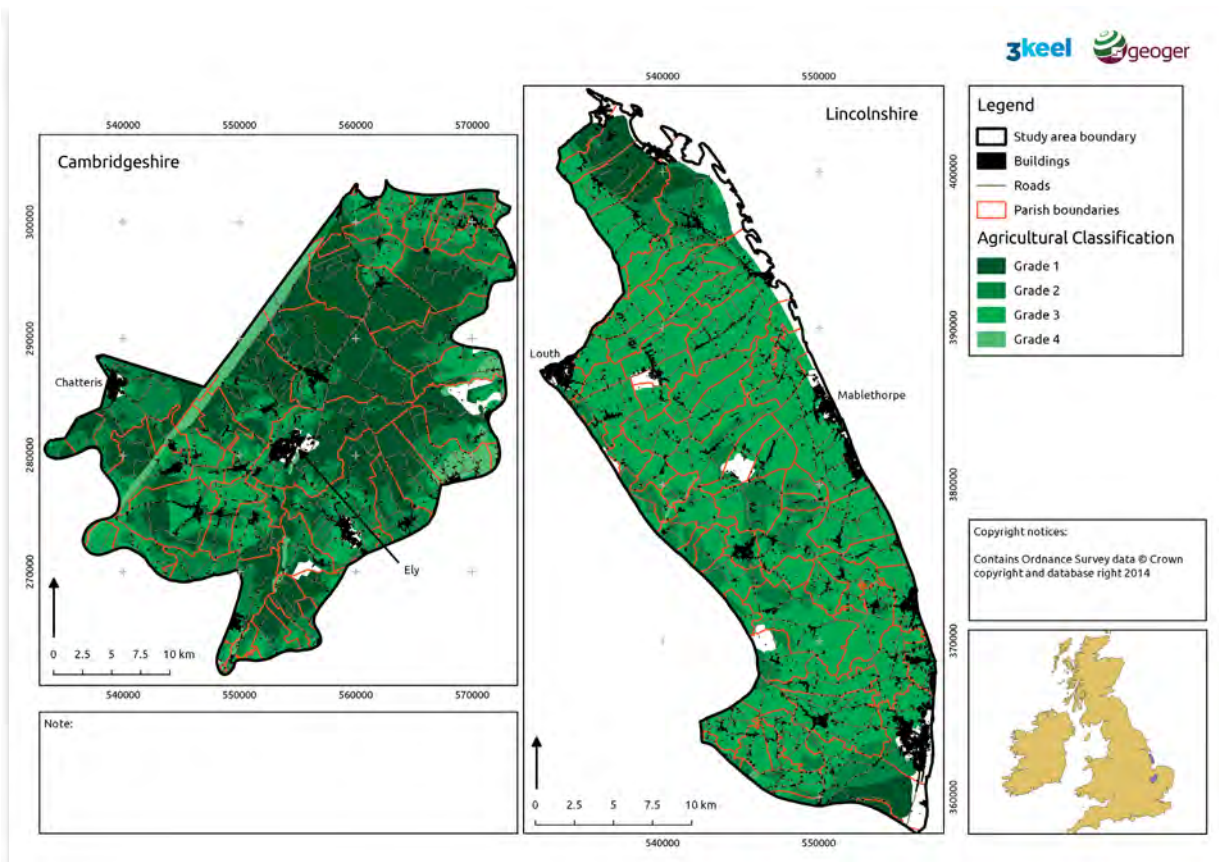 3keel
geoger
540000 550000
Lincolnshire
Legend
Study area boundary
Buildings
Roads
Parish boundaries
Agricultural Classification
Grade 1
Grade 2
Grade 3
Grade 4
540000 550000 560000 570000
Cambridgeshire
300000
290000
280000
270000
Chatteris
Ely
0 2.5 5 7.5 10 km
540000 550000 560000 570000
Note:
Louth
Mablethorpe
400000
390000
380000
370000
360000
0 2.5 5 7.5 10 km
540000 550000
Copyright notices:
Contains Ordnance Survey data © Crown
copyright and database right 2014